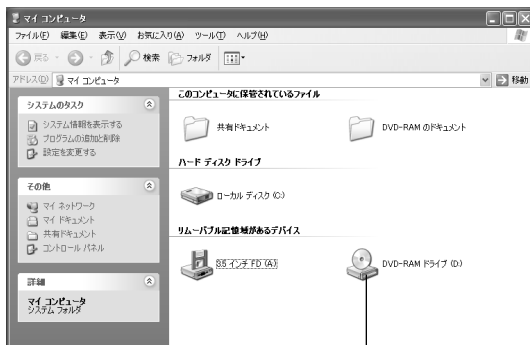 マイ コンピュータ
ファイル(F) 編集(E) 表示(V) お気に入り(A) ツール(T) ヘルプ(H)
戻る 検索 フォルダ
アドレス(D) マイ コンピュータ 移動
システムのタスク
システム情報を表示する
プログラムの追加と削除
設定を変更する
その他
マイ ネットワーク
マイ ドキュメント
共有ドキュメント
コントロール パネル
詳細
マイ コンピュータ
システム フォルダ
このコンピュータに保管されているファイル
共有ドキュメント DVD-RAM のドキュメント
ハード ディスク ドライブ
ローカル ディスク (C:)
リムーバブル記憶域があるデバイス
3.5 インチ FD (A:) DVD-RAM ドライブ (D:)